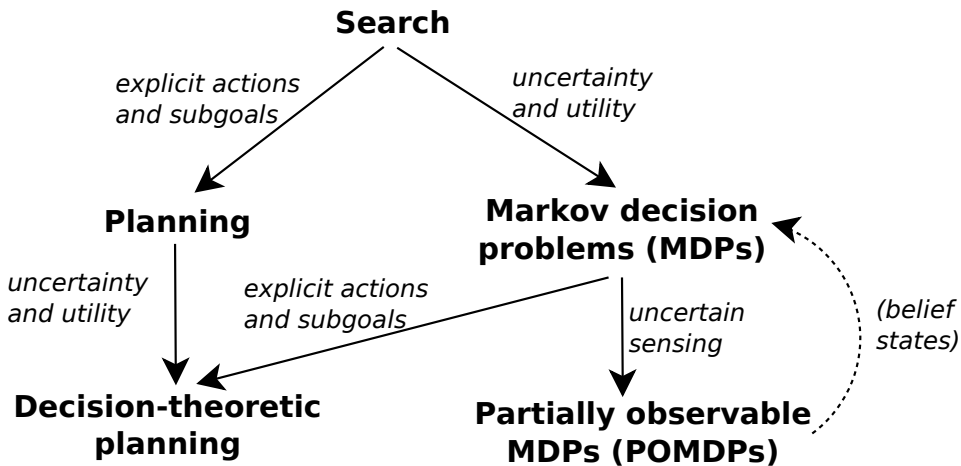 Search
explicit actions
and subgoals
uncertainty
and utility
Planning
Markov decision
problems (MDPs)
uncertainty
and utility
explicit actions
and subgoals
uncertain
sensing
(belief
states)
Decision-theoretic
planning
Partially observable
MDPs (POMDPs)